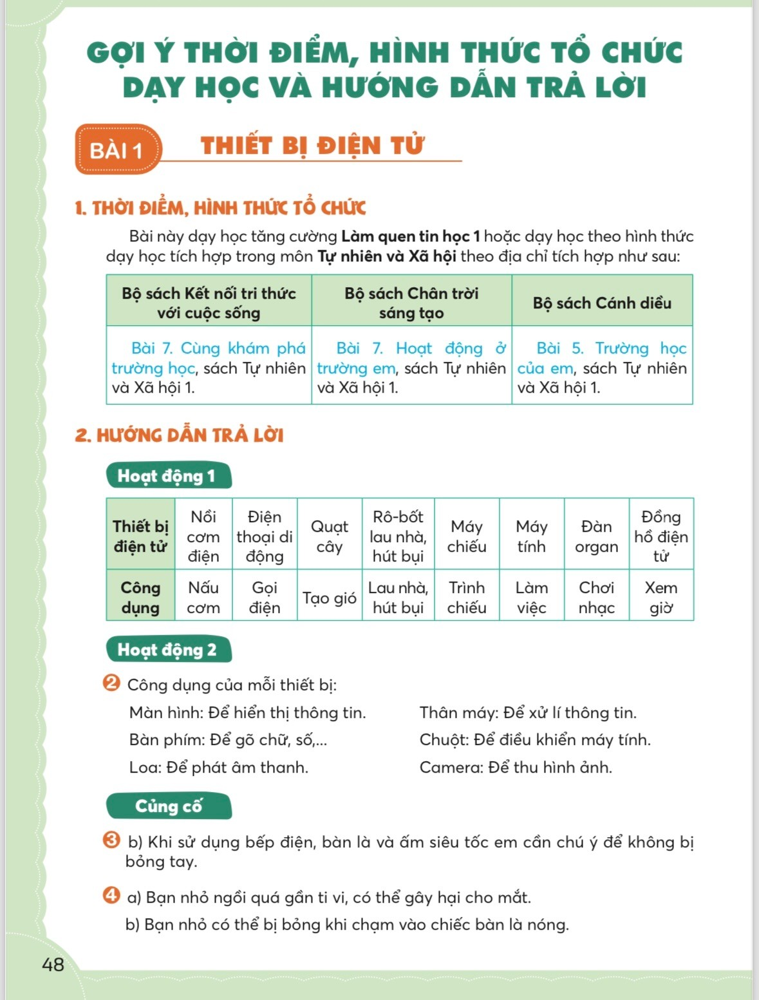 GỢI Ý THỜI ĐIỂM, HÌNH THỨC TỔ CHỨC
DẠY HỌC VÀ HƯỚNG DẪN TRẢ LỜI
BÀI 1
THIẾT BỊ ĐIỆN TỬ
1. THỜI ĐIỂM, HÌNH THỨC TỔ CHỨC
Bài này dạy học tăng cường Làm quen tin học 1 hoặc dạy học theo hình thức
dạy học tích hợp trong môn Tự nhiên và Xã hội theo địa chỉ tích hợp như sau:
Bộ sách Kết nối tri thức
với cuộc sống
Bộ sách Chân trời
sáng tạo
Bộ sách Cánh diều
Bài 7. Cùng khám phá
trường học, sách Tự nhiên
và Xã hội 1.
Bài 7. Hoạt động ở
trường em, sách Tự nhiên
và Xã hội 1.
Bài 5. Trường học
của em, sách Tự nhiên
và Xã hội 1.
2. HƯỚNG DẪN TRẢ LỜI
Hoạt động 1
Thiết bị
điện tử
Nồi
cơm
điện
Điện
thoại di
động
Quạt
cây
Rô-bốt
lau nhà,
hút bụi
Máy
chiếu
Máy
tính
Đàn
organ
Đồng
hồ điện
tử
Công
dụng
Nấu
cơm
Gọi
điện
Tạo gió
Lau nhà,
hút bụi
Trình
chiếu
Làm
việc
Chơi
nhạc
Xem
giờ
Hoạt động 2
2 Công dụng của mỗi thiết bị:
Màn hình: Để hiển thị thông tin.
Thân máy: Để xử lí thông tin.
Bàn phím: Để gõ chữ, số,...
Chuột: Để điều khiển máy tính.
Loa: Để phát âm thanh.
Camera: Để thu hình ảnh.
Củng cố
3 b) Khi sử dụng bếp điện, bàn là và ấm siêu tốc em cần chú ý để không bị
bỏng tay.
4 a) Bạn nhỏ ngồi quá gần ti vi, có thể gây hại cho mắt.
b) Bạn nhỏ có thể bị bỏng khi chạm vào chiếc bàn là nóng.
48